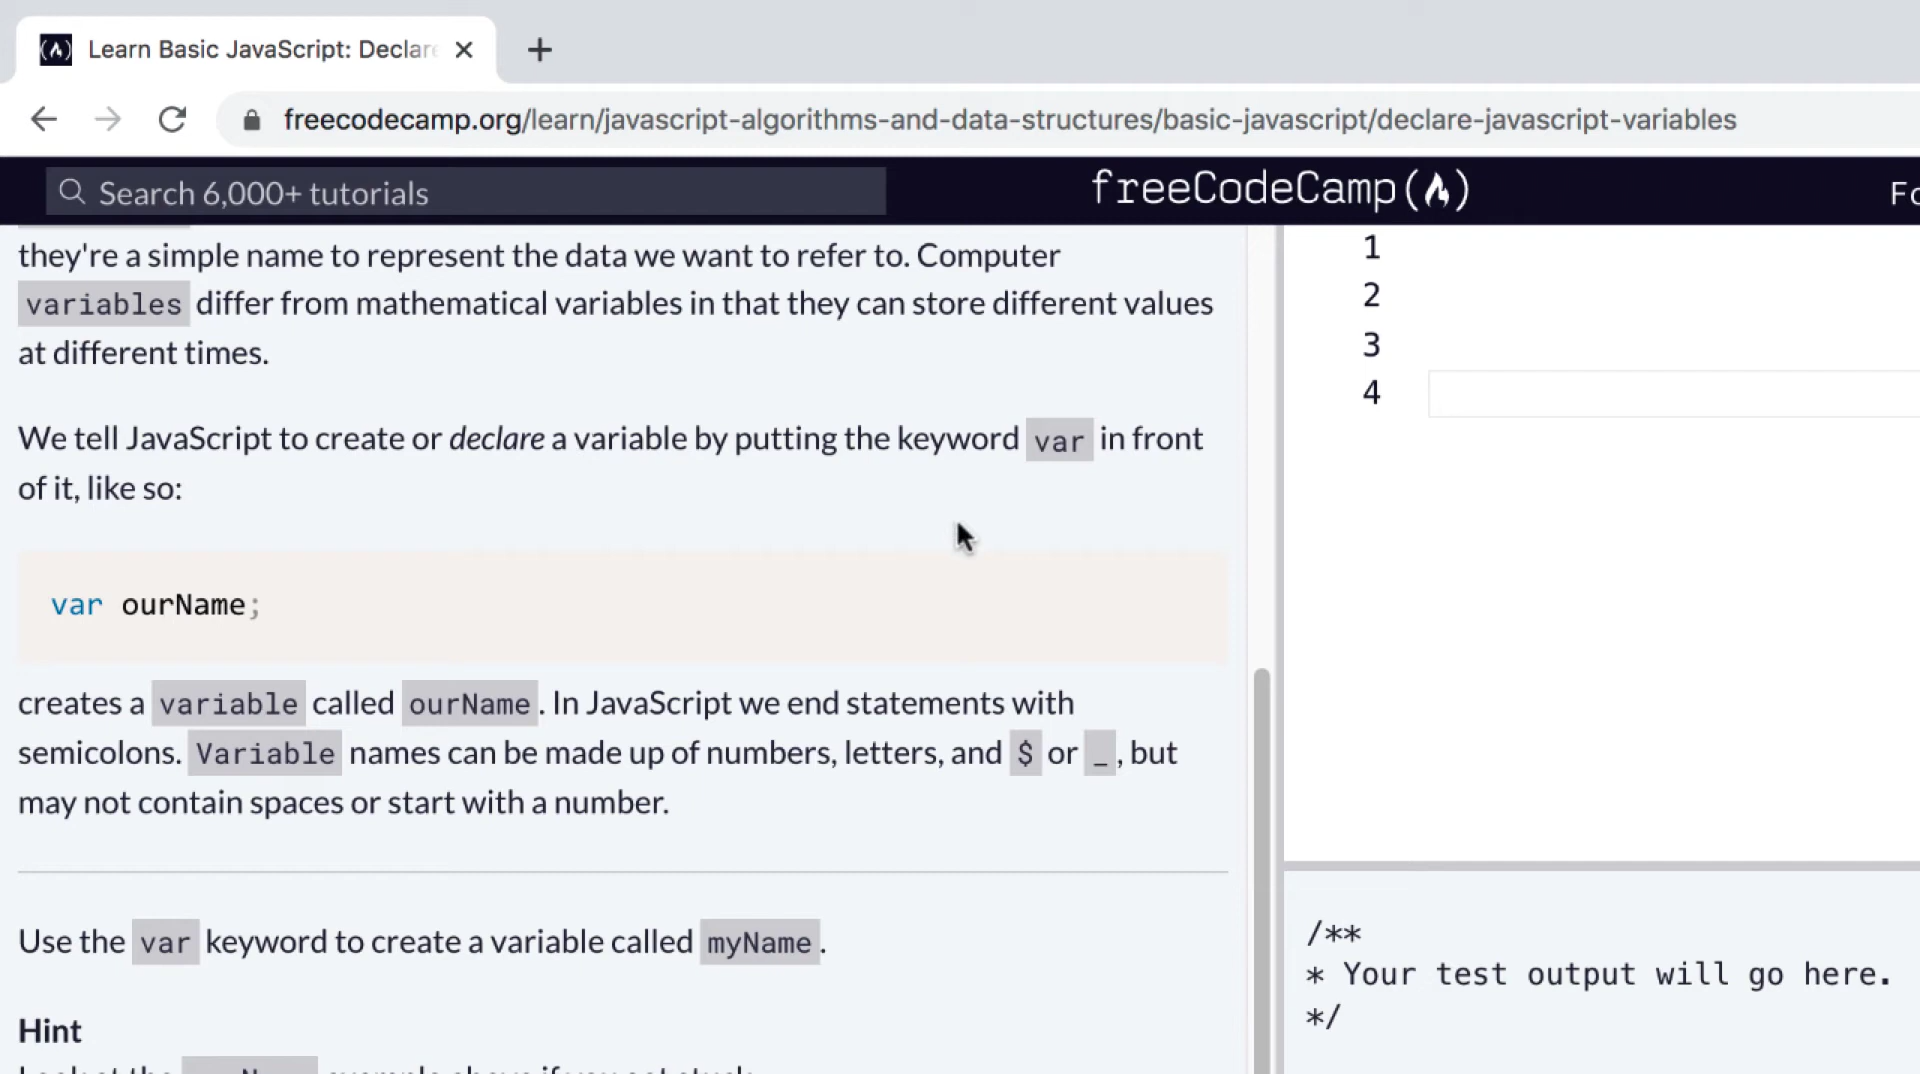 Learn Basic JavaScript: Declare
freecodecamp.org/learn/javascript-algorithms-and-data-structures/basic-javascript/declare-javascript-variables
Search 6,000+ tutorials
freeCodeCamp(🔥)
Fo
they're a simple name to represent the data we want to refer to. Computer
variables differ from mathematical variables in that they can store different values
at different times.
We tell JavaScript to create or declare a variable by putting the keyword var in front
of it, like so:
var ourName;
creates a variable called ourName. In JavaScript we end statements with
semicolons. Variable names can be made up of numbers, letters, and $ or _, but
may not contain spaces or start with a number.
Use the var keyword to create a variable called myName.
Hint
1
2
3
4
/**
* Your test output will go here.
*/